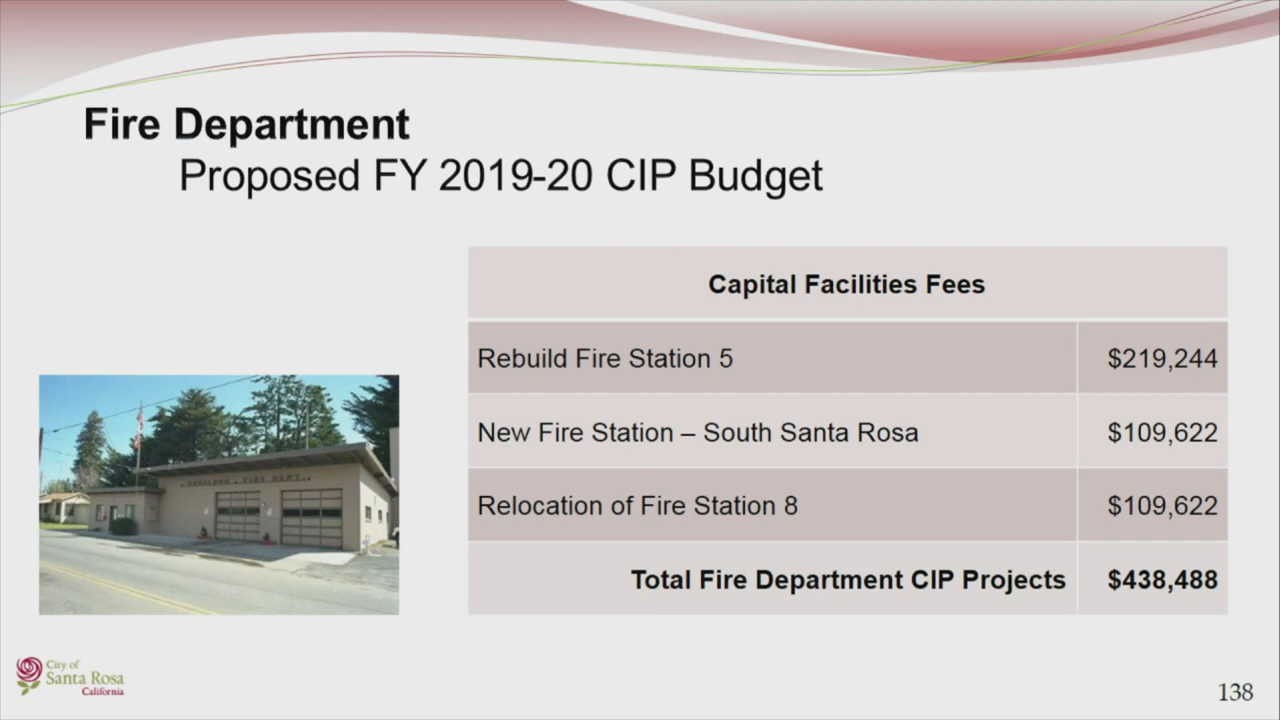 Fire Department
Proposed FY 2019-20 CIP Budget
Capital Facilities Fees
Rebuild Fire Station 5 $219,244
New Fire Station – South Santa Rosa $109,622
Relocation of Fire Station 8 $109,622
Total Fire Department CIP Projects $438,488
FIRE DEPT.
City of
Santa Rosa
California
138